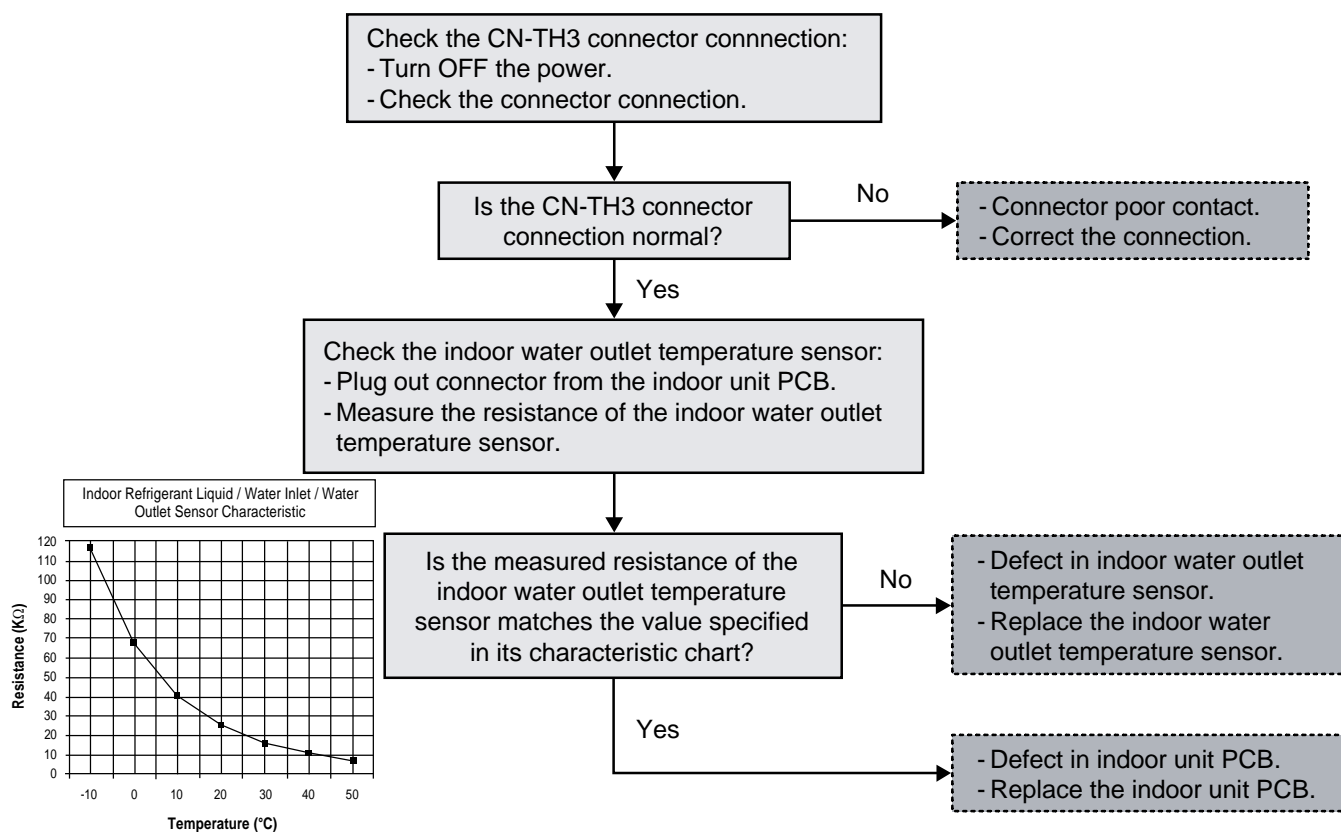 Check the CN-TH3 connector connnection:
- Turn OFF the power.
- Check the connector connection.
Is the CN-TH3 connector
connection normal?
No
- Connector poor contact.
- Correct the connection.
Yes
Check the indoor water outlet temperature sensor:
- Plug out connector from the indoor unit PCB.
- Measure the resistance of the indoor water outlet
temperature sensor.
Indoor Refrigerant Liquid / Water Inlet / Water
Outlet Sensor Characteristic
Resistance (KΩ)
120
110
100
90
80
70
60
50
40
30
20
10
0
-10 0 10 20 30 40 50
Temperature (°C)
Is the measured resistance of the
indoor water outlet temperature
sensor matches the value specified
in its characteristic chart?
No
- Defect in indoor water outlet
temperature sensor.
- Replace the indoor water
outlet temperature sensor.
Yes
- Defect in indoor unit PCB.
- Replace the indoor unit PCB.